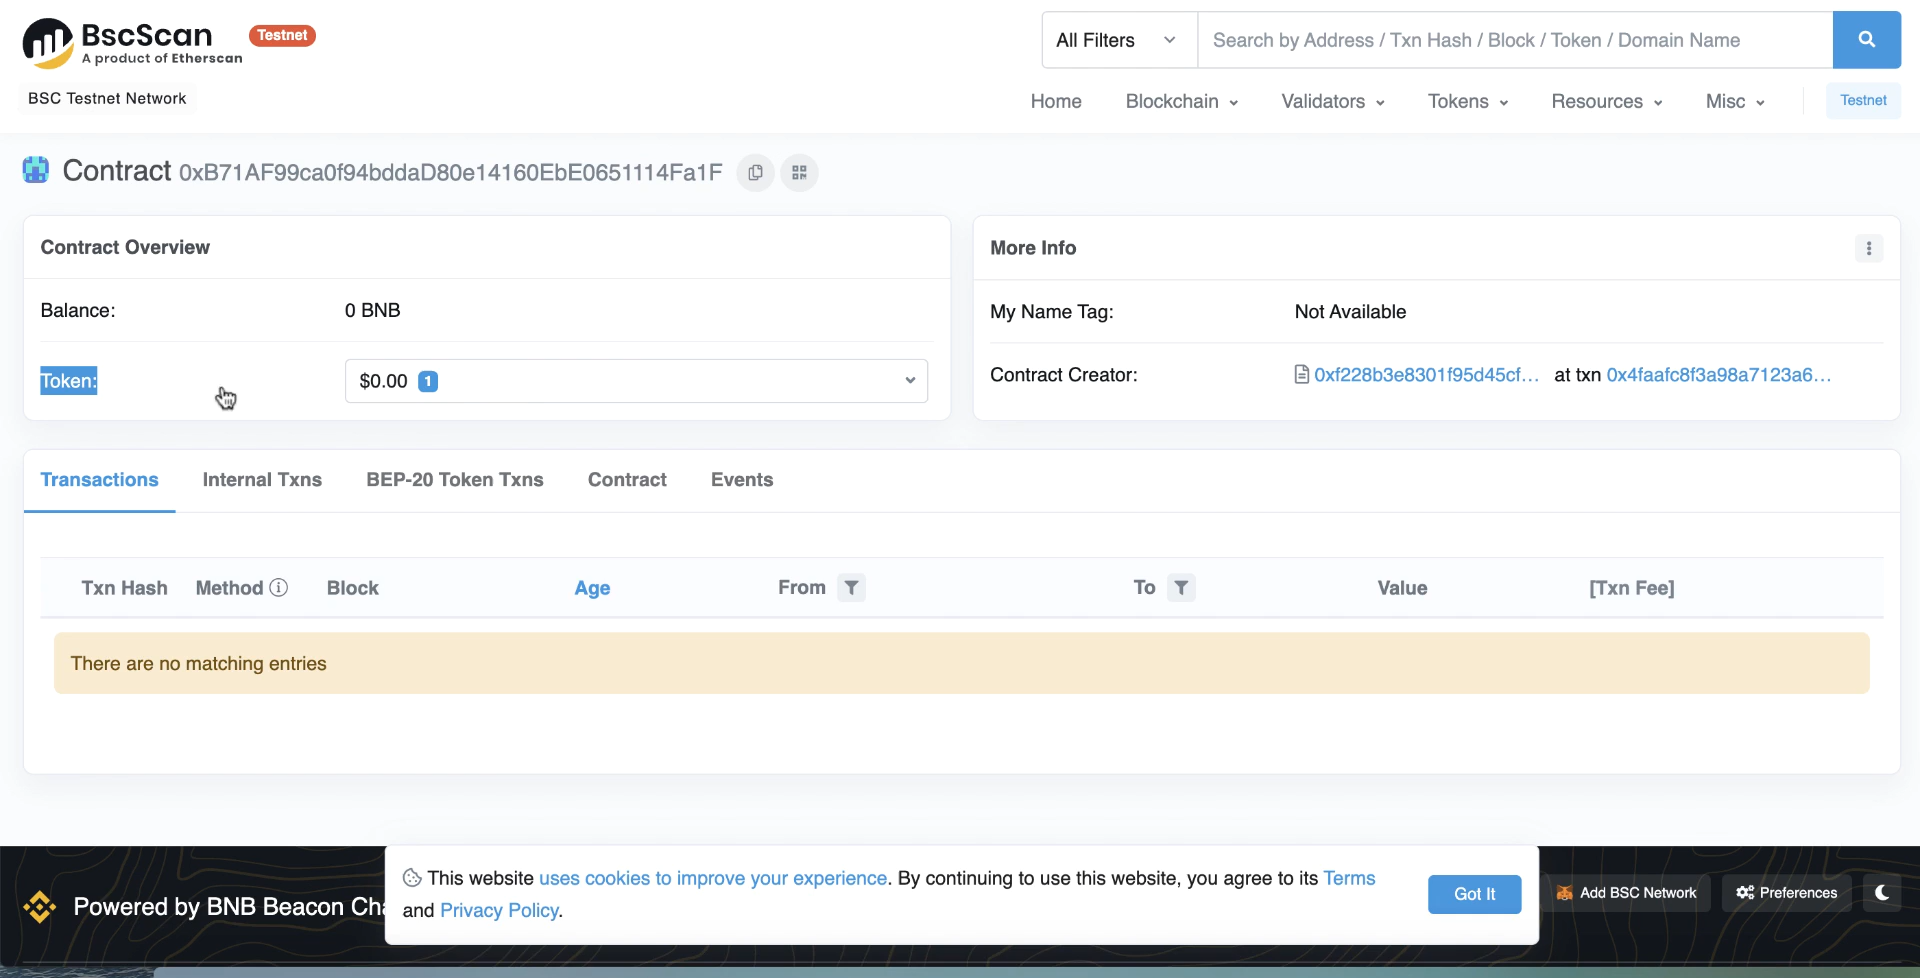 BscScan
A product of Etherscan
Testnet
BSC Testnet Network
All Filters
Search by Address / Txn Hash / Block / Token / Domain Name
Home Blockchain Validators Tokens Resources Misc Testnet
Contract 0xB71AF99ca0f94bddaD80e14160EbE0651114Fa1F
Contract Overview
Balance: 0 BNB
Token: $0.00 1
More Info
My Name Tag: Not Available
Contract Creator: 0xf228b3e8301f95d45cf... at txn 0x4faafc8f3a98a7123a6...
Transactions Internal Txns BEP-20 Token Txns Contract Events
Txn Hash Method Block Age From To Value [Txn Fee]
There are no matching entries
Powered by BNB Beacon Cha
This website uses cookies to improve your experience. By continuing to use this website, you agree to its Terms
and Privacy Policy.
Got It
Add BSC Network
Preferences